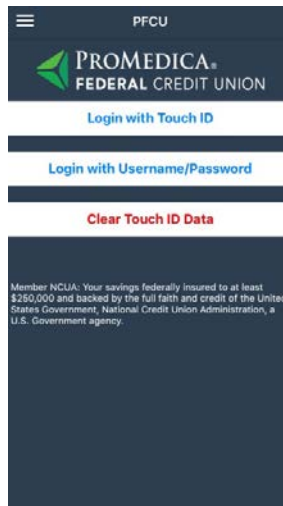 PFCU
PROMEDICA®
FEDERAL CREDIT UNION
Login with Touch ID
Login with Username/Password
Clear Touch ID Data
Member NCUA: Your savings federally insured to at least
$250,000 and backed by the full faith and credit of the United
States Government, National Credit Union Administration, a
U.S. Government agency.